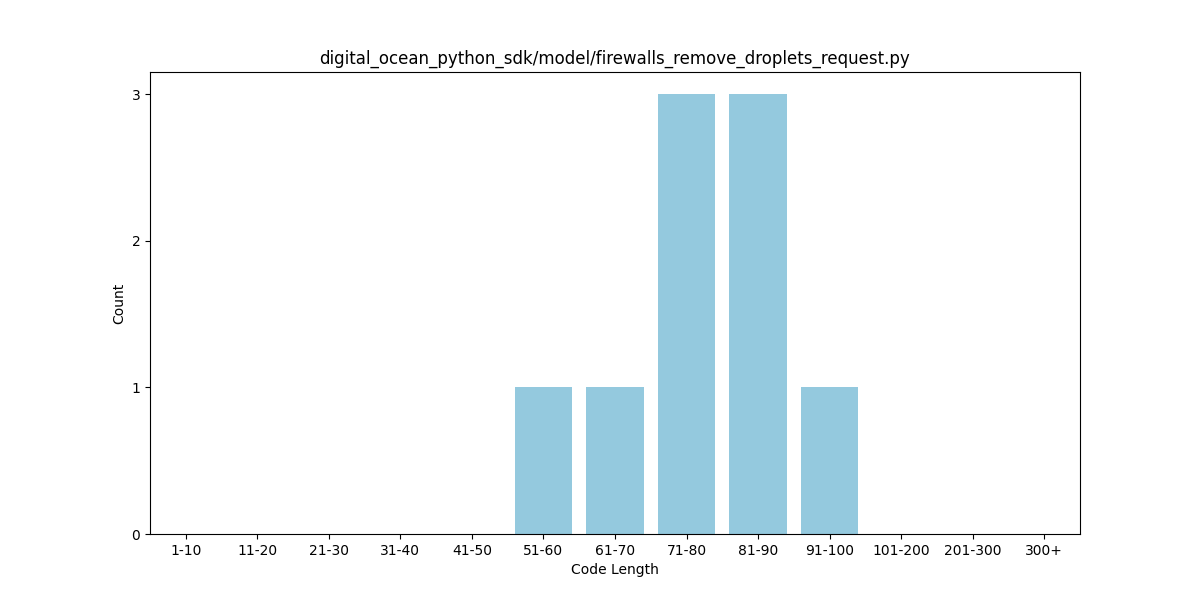 digital_ocean_python_sdk/model/firewalls_remove_droplets_request.py
3
2
1
0
Count
1-10 11-20 21-30 31-40 41-50 51-60 61-70 71-80 81-90 91-100 101-200 201-300 300+
Code Length